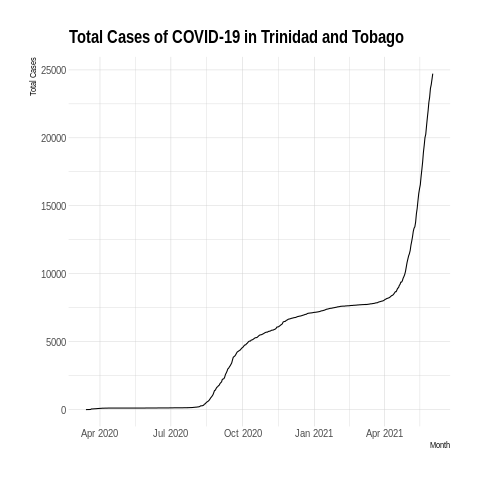 Total Cases of COVID-19 in Trinidad and Tobago
Total Cases
25000
20000
15000
10000
5000
0
Apr 2020 Jul 2020 Oct 2020 Jan 2021 Apr 2021
Month